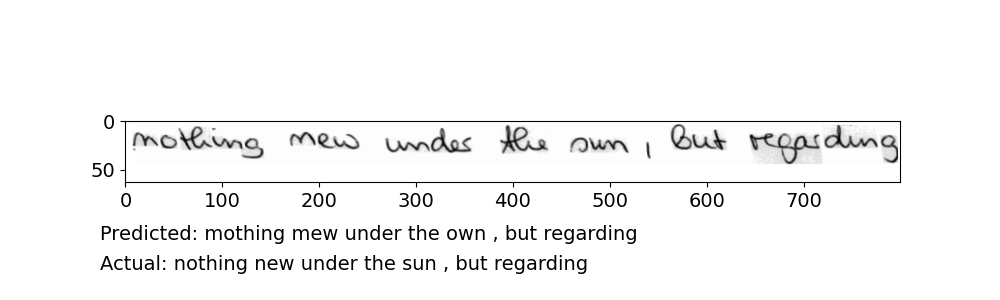 0
nothing new under the sun , but regarding
50
0 100 200 300 400 500 600 700
Predicted: mothing mew under the own , but regarding
Actual: nothing new under the sun , but regarding